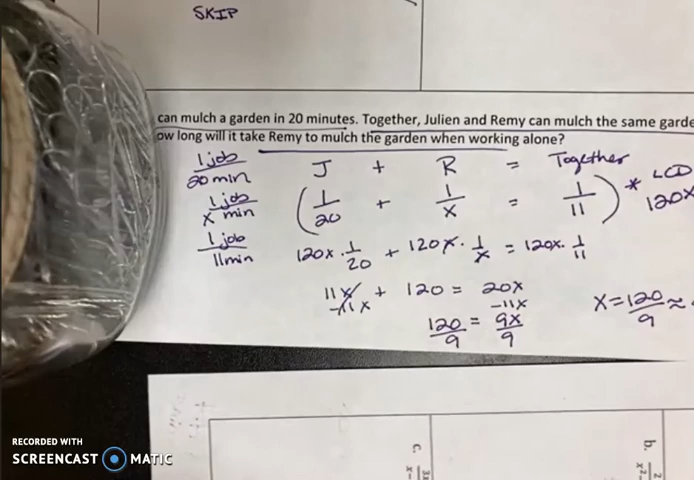 SKIP
can mulch a garden in 20 minutes. Together, Julien and Remy can mulch the same garde
ow long will it take Remy to mulch the garden when working alone?
1 job / 20 min
J + R = Together
1 job / x min
( 1/20 + 1/x = 1/11 ) * LCD
120x
1 job / 11 min
120x · 1/20 + 120x · 1/x = 120x · 1/11
11x + 120 = 20x
-11x -11x
120/9 = 9x/9
x = 120/9 ≈
c.
b.
RECORDED WITH
SCREENCAST MATIC